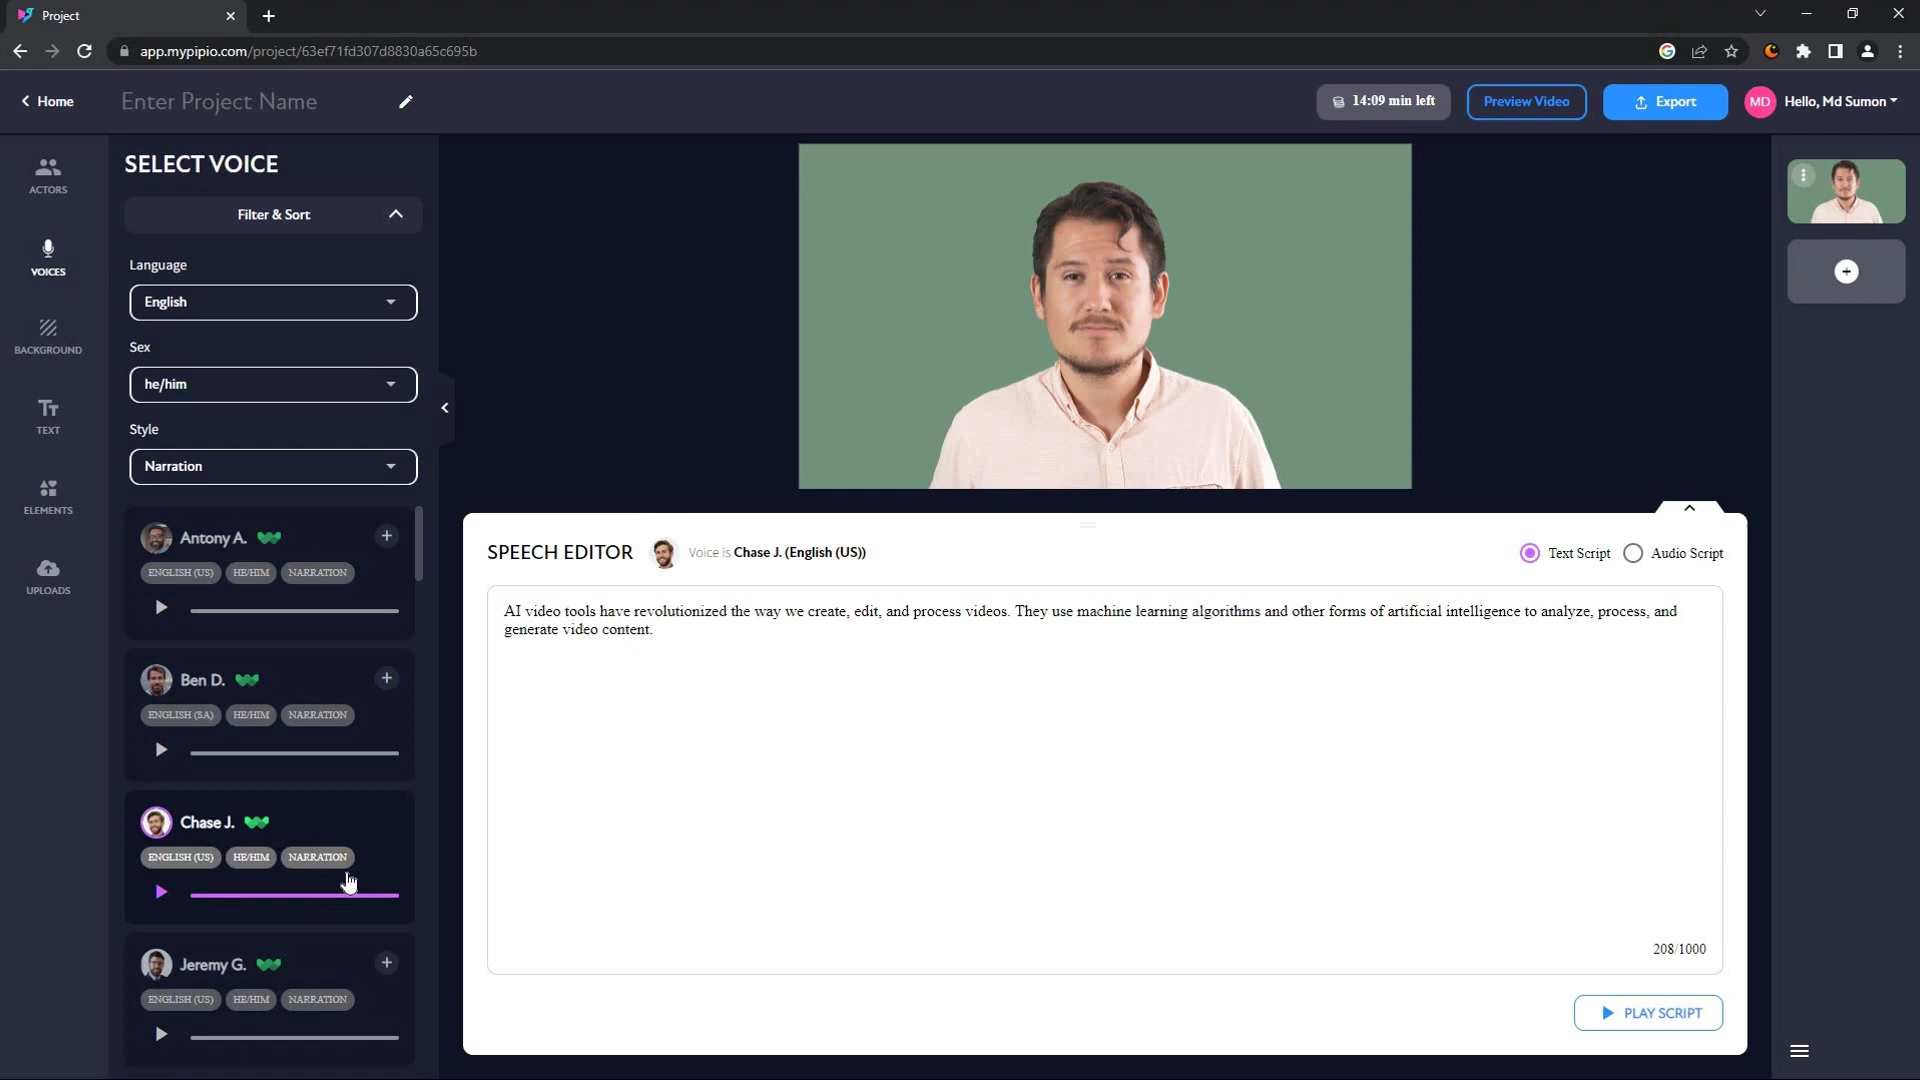 Project
app.mypipio.com/project/63ef71fd307d8830a65c695b
Home
Enter Project Name
14:09 min left
Preview Video
Export
MD
Hello, Md Sumon
ACTORS
VOICES
BACKGROUND
TEXT
ELEMENTS
UPLOADS
SELECT VOICE
Filter & Sort
Language
English
Sex
he/him
Style
Narration
Antony A.
ENGLISH (US) HE/HIM NARRATION
Ben D.
ENGLISH (SA) HE/HIM NARRATION
Chase J.
ENGLISH (US) HE/HIM NARRATION
Jeremy G.
ENGLISH (US) HE/HIM NARRATION
SPEECH EDITOR
Voice is Chase J. (English (US))
Text Script
Audio Script
AI video tools have revolutionized the way we create, edit, and process videos. They use machine learning algorithms and other forms of artificial intelligence to analyze, process, and
generate video content.
208/1000
PLAY SCRIPT